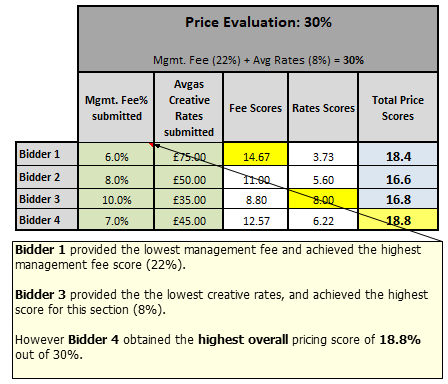 Price Evaluation: 30%
Mgmt. Fee (22%) + Avg Rates (8%) = 30%
Mgmt. Fee% submitted Avgas Creative Rates submitted Fee Scores Rates Scores Total Price Scores
Bidder 1 6.0% £75.00 14.67 3.73 18.4
Bidder 2 8.0% £50.00 11.00 5.60 16.6
Bidder 3 10.0% £35.00 8.80 8.00 16.8
Bidder 4 7.0% £45.00 12.57 6.22 18.8
Bidder 1 provided the lowest management fee and achieved the highest
management fee score (22%).
Bidder 3 provided the the lowest creative rates, and achieved the highest
score for this section (8%).
However Bidder 4 obtained the highest overall pricing score of 18.8%
out of 30%.